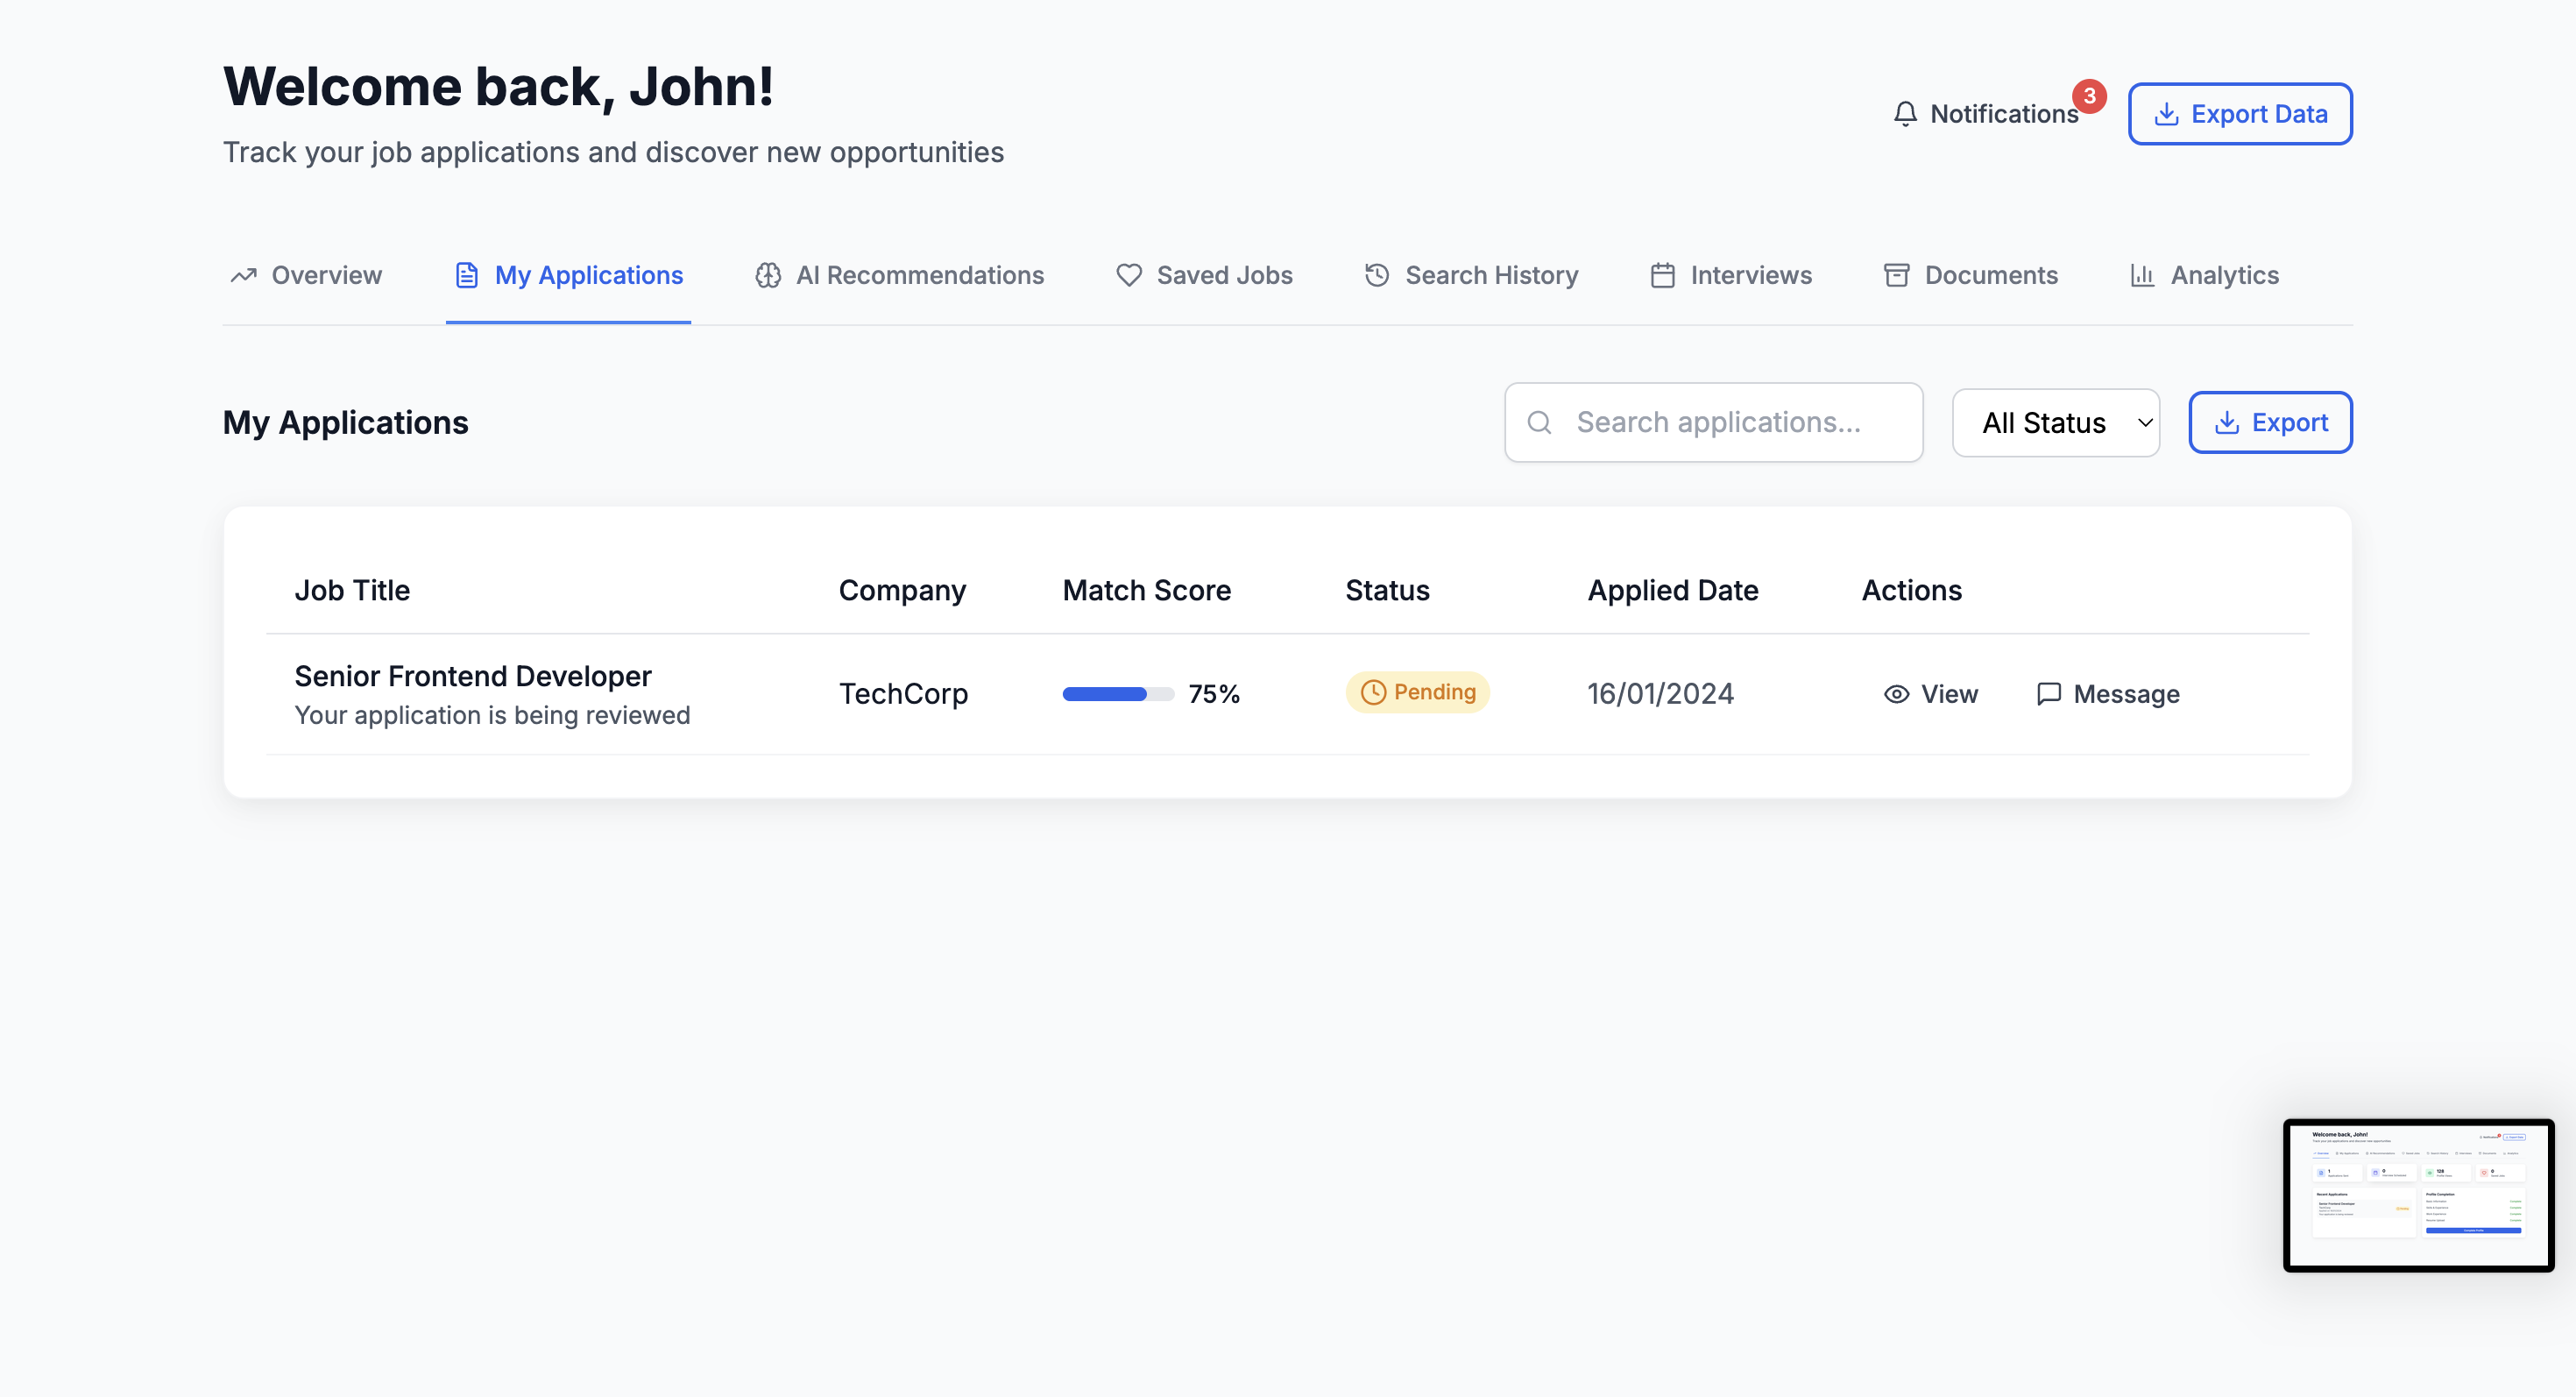 Welcome back, John!
Track your job applications and discover new opportunities
Notifications
3
Export Data
Overview
My Applications
AI Recommendations
Saved Jobs
Search History
Interviews
Documents
Analytics
My Applications
Search applications...
All Status
Export
Job Title Company Match Score Status Applied Date Actions
Senior Frontend Developer
Your application is being reviewed
TechCorp
75%
Pending
16/01/2024
View
Message
Welcome back, John!